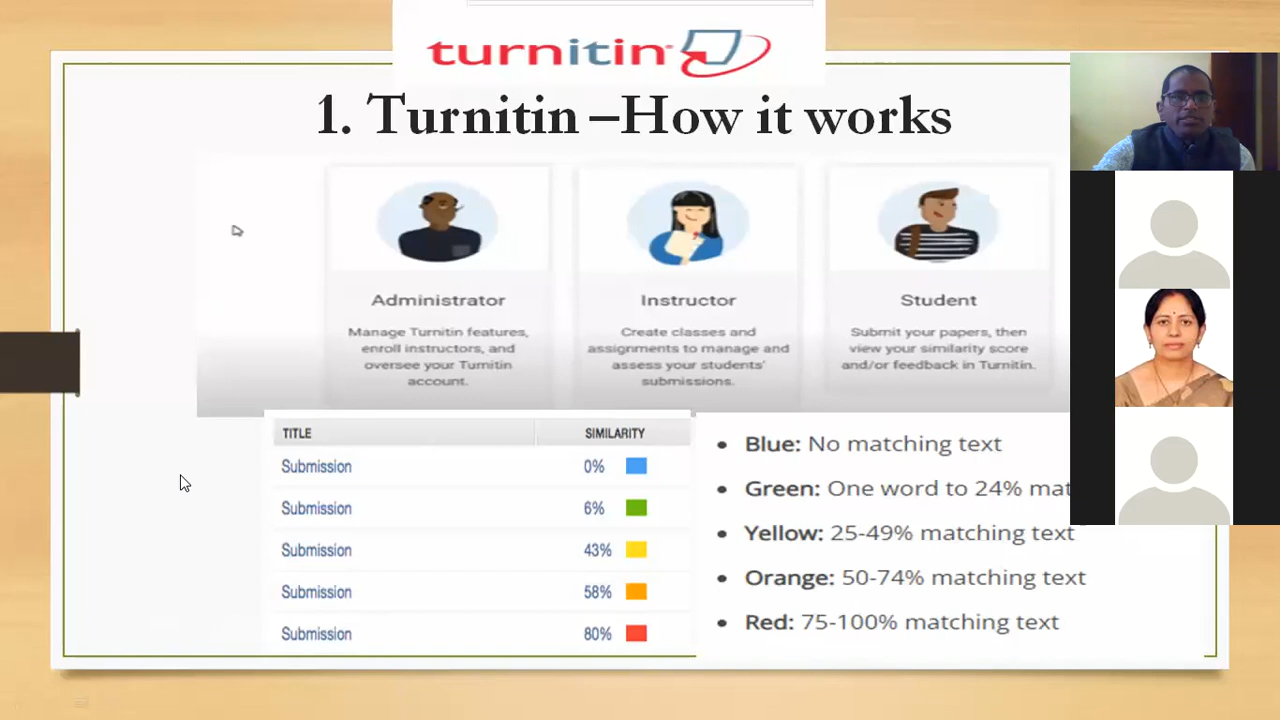 turnitin
1. Turnitin –How it works
Administrator
Manage Turnitin features,
enroll instructors, and
oversee your Turnitin
account.
Instructor
Create classes and
assignments to manage and
assess your students'
submissions.
Student
Submit your papers, then
view your similarity score
and/or feedback in Turnitin.
TITLE SIMILARITY
Submission 0%
Submission 6%
Submission 43%
Submission 58%
Submission 80%
• Blue: No matching text
• Green: One word to 24% mat
• Yellow: 25-49% matching text
• Orange: 50-74% matching text
• Red: 75-100% matching text